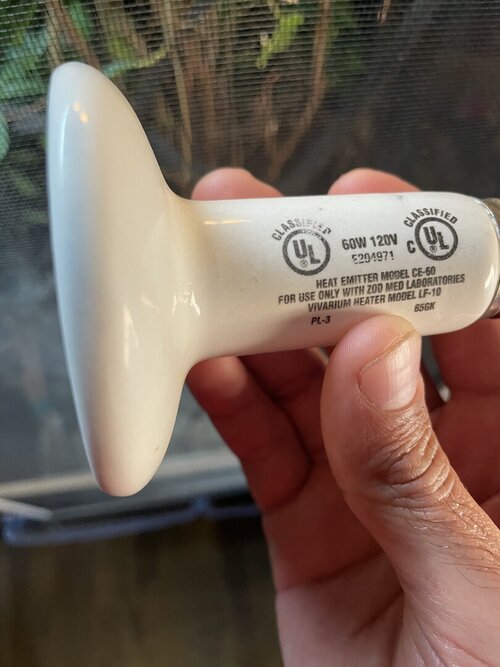 CLASSIFIED
UL
®
60W 120V
E204971
CLASSIFIED
C UL
®
HEAT EMITTER MODEL CE-60
FOR USE ONLY WITH ZOO MED LABORATORIES
VIVARIUM HEATER MODEL LF-10
PL-3
65GK